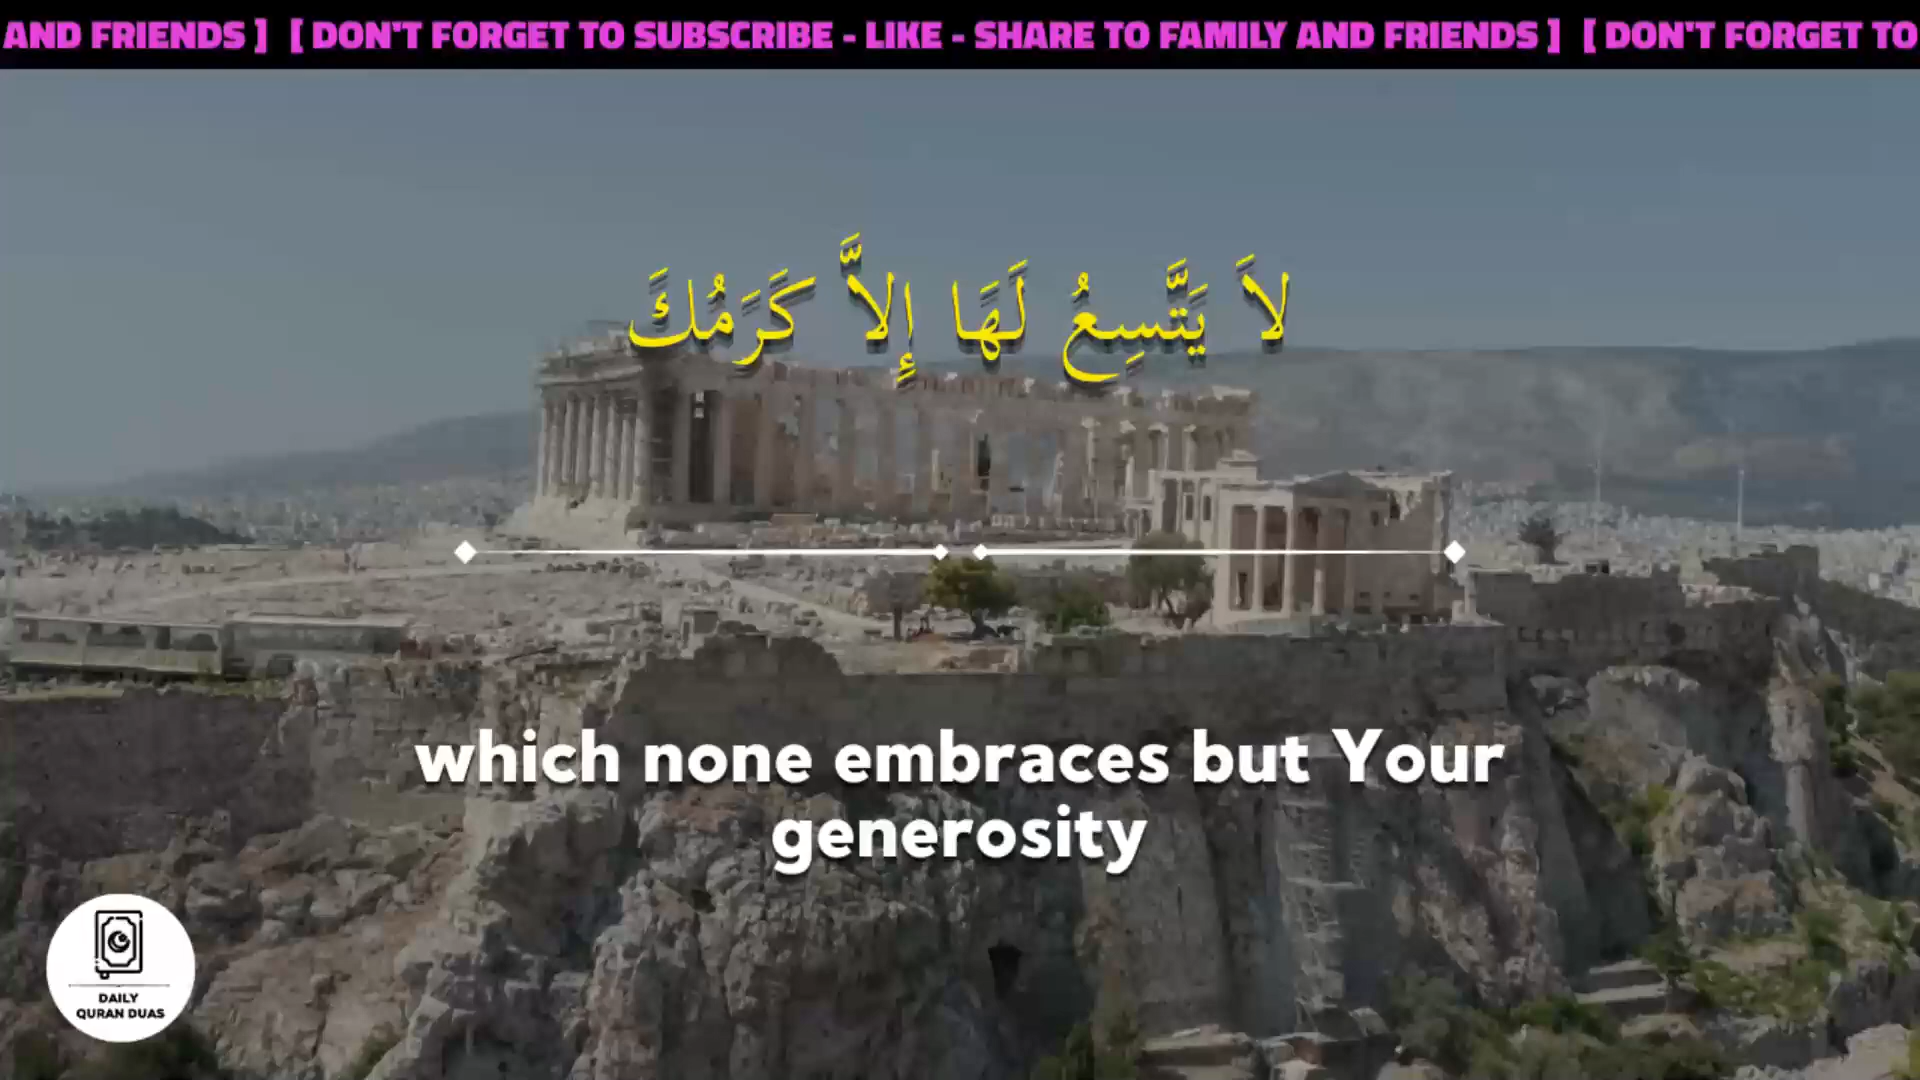 AND FRIENDS ] [ DON'T FORGET TO SUBSCRIBE - LIKE - SHARE TO FAMILY AND FRIENDS ] [ DON'T FORGET TO
لاَ يَتَّسِعُ لَهَا إِلاَّ كَرَمُكَ
which none embraces but Your
generosity
DAILY
QURAN DUAS